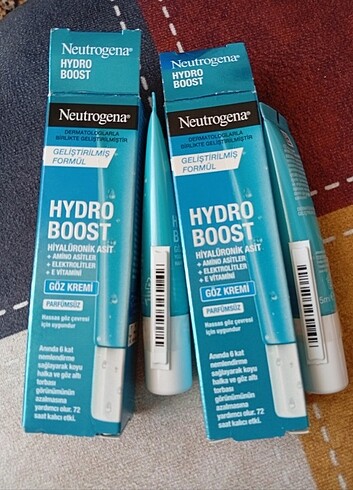 Neutrogena®
HYDRO
BOOST
Neutrogena®
DERMATOLOGLARLA
BİRLİKTE GELİŞTİRİLMİŞTİR
GELİŞTİRİLMİŞ
FORMÜL
HYDRO
BOOST
HİYALÜRONİK ASİT
+ AMİNO ASİTLER
+ ELEKTROLİTLER
+ E VİTAMİNİ
GÖZ KREMİ
PARFÜMSÜZ
Hassas göz çevresi
için uygundur
Anında 6 kat
nemlendirme
sağlayarak koyu
halka ve göz altı
torbası
görünümünün
azalmasına
yardımcı olur. 72
saat kalıcı etki.
Neutrogena®
HYDRO
BOOST
Neutrogena®
DERMATOLOGLARLA
BİRLİKTE GELİŞTİRİLMİŞTİR
GELİŞTİRİLMİŞ
FORMÜL
HYDRO
BOOST
HİYALÜRONİK ASİT
+ AMİNO ASİTLER
+ ELEKTROLİTLER
+ E VİTAMİNİ
GÖZ KREMİ
PARFÜMSÜZ
Hassas göz çevresi
için uygundur
Anında 6 kat
nemlendirme
sağlayarak koyu
halka ve göz altı
torbası
görünümünün
azalmasına
yardımcı olur. 72
saat kalıcı etki.